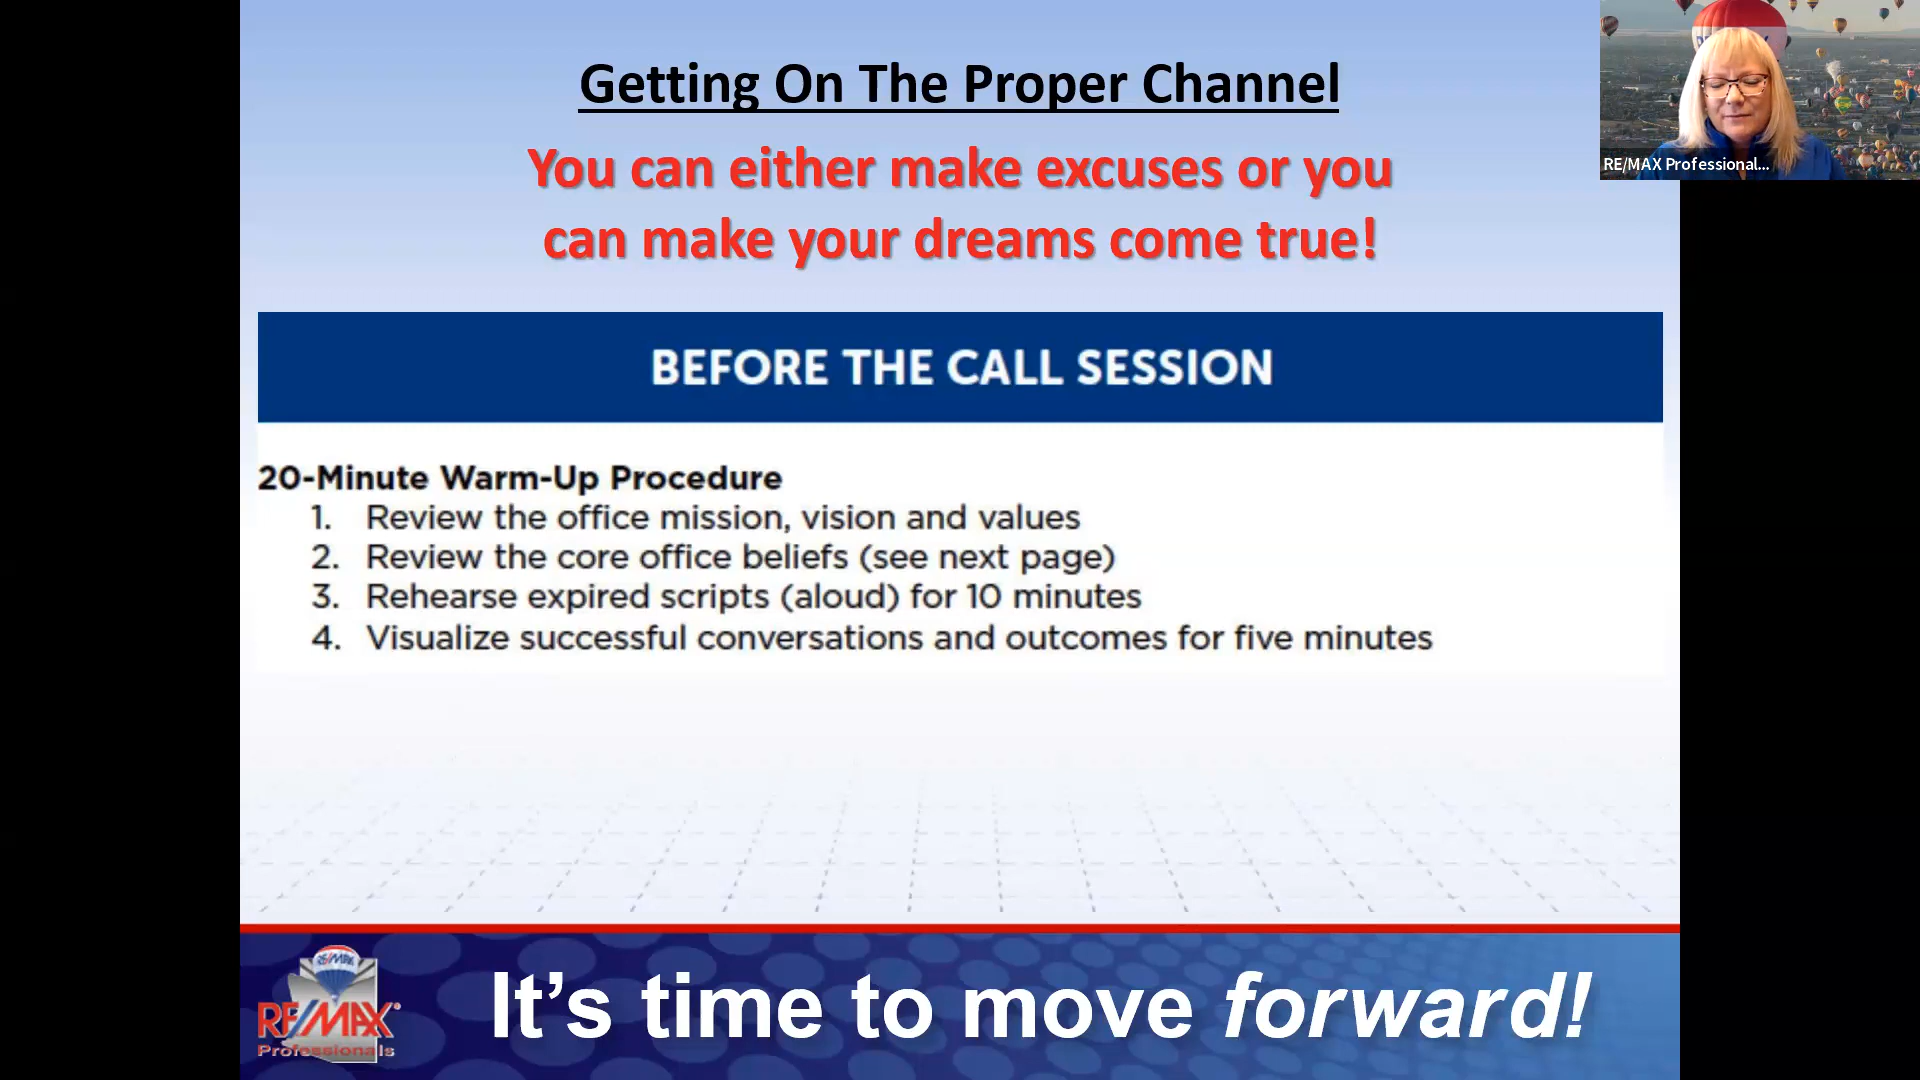 Getting On The Proper Channel
You can either make excuses or you
can make your dreams come true!
RE/MAX Professional...
BEFORE THE CALL SESSION
20-Minute Warm-Up Procedure
1. Review the office mission, vision and values
2. Review the core office beliefs (see next page)
3. Rehearse expired scripts (aloud) for 10 minutes
4. Visualize successful conversations and outcomes for five minutes
RE/MAX
RE/MAX
Professionals
It's time to move forward!